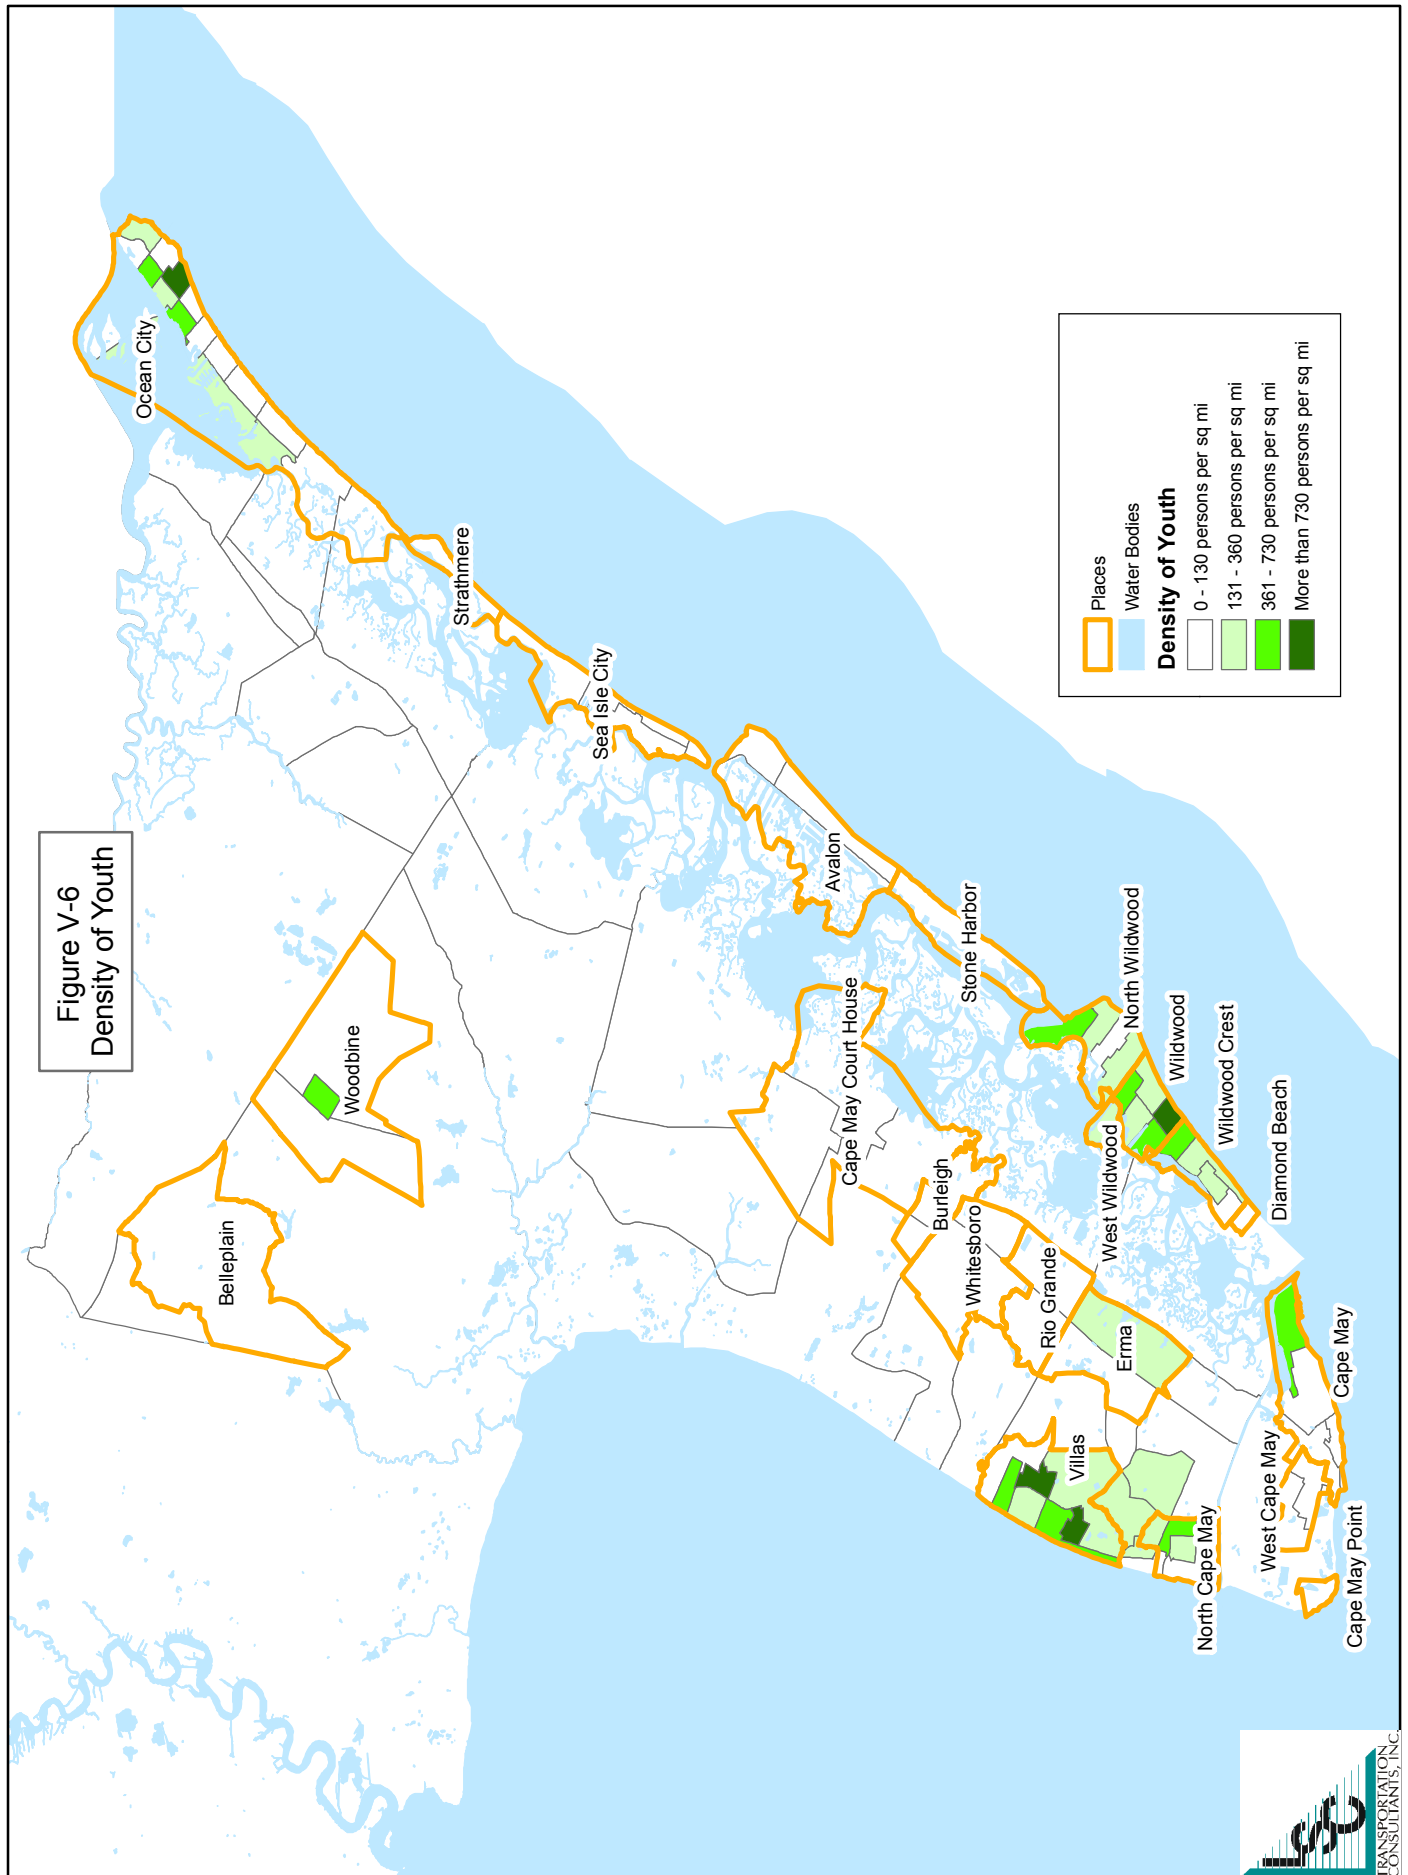 Figure V-6
Density of Youth
Ocean City
Strathmere
Sea Isle City
Avalon
Stone Harbor
North Wildwood
Wildwood
Wildwood Crest
Diamond Beach
West Wildwood
Woodbine
Belleplain
Cape May Court House
Burleigh
Whitesboro
Rio Grande
Erma
Villas
North Cape May
West Cape May
Cape May
Cape May Point
Places
Water Bodies
Density of Youth
0 - 130 persons per sq mi
131 - 360 persons per sq mi
361 - 730 persons per sq mi
More than 730 persons per sq mi
LSC
TRANSPORTATION
CONSULTANTS, INC.